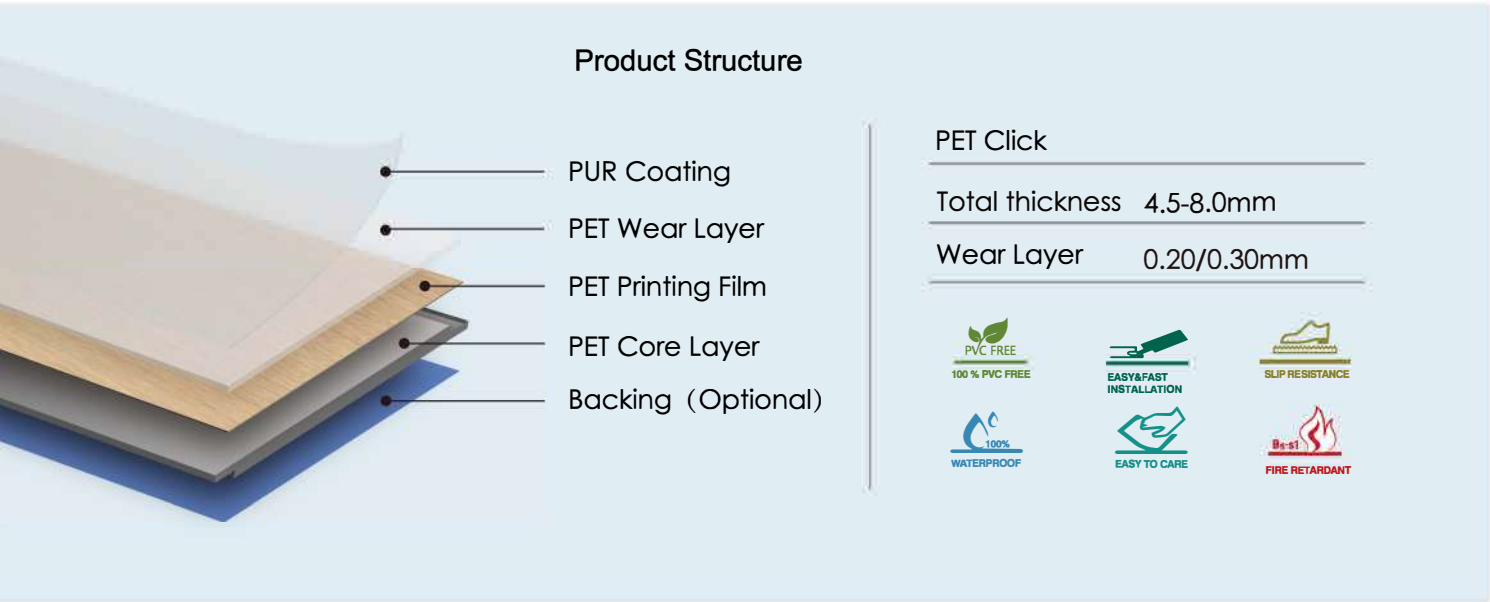 Product Structure
PUR Coating
PET Wear Layer
PET Printing Film
PET Core Layer
Backing（Optional）
PET Click
Total thickness 4.5-8.0mm
Wear Layer 0.20/0.30mm
PVC FREE
100 % PVC FREE
EASY&FAST
INSTALLATION
SLIP RESISTANCE
100%
WATERPROOF
EASY TO CARE
Bfl-s1
FIRE RETARDANT